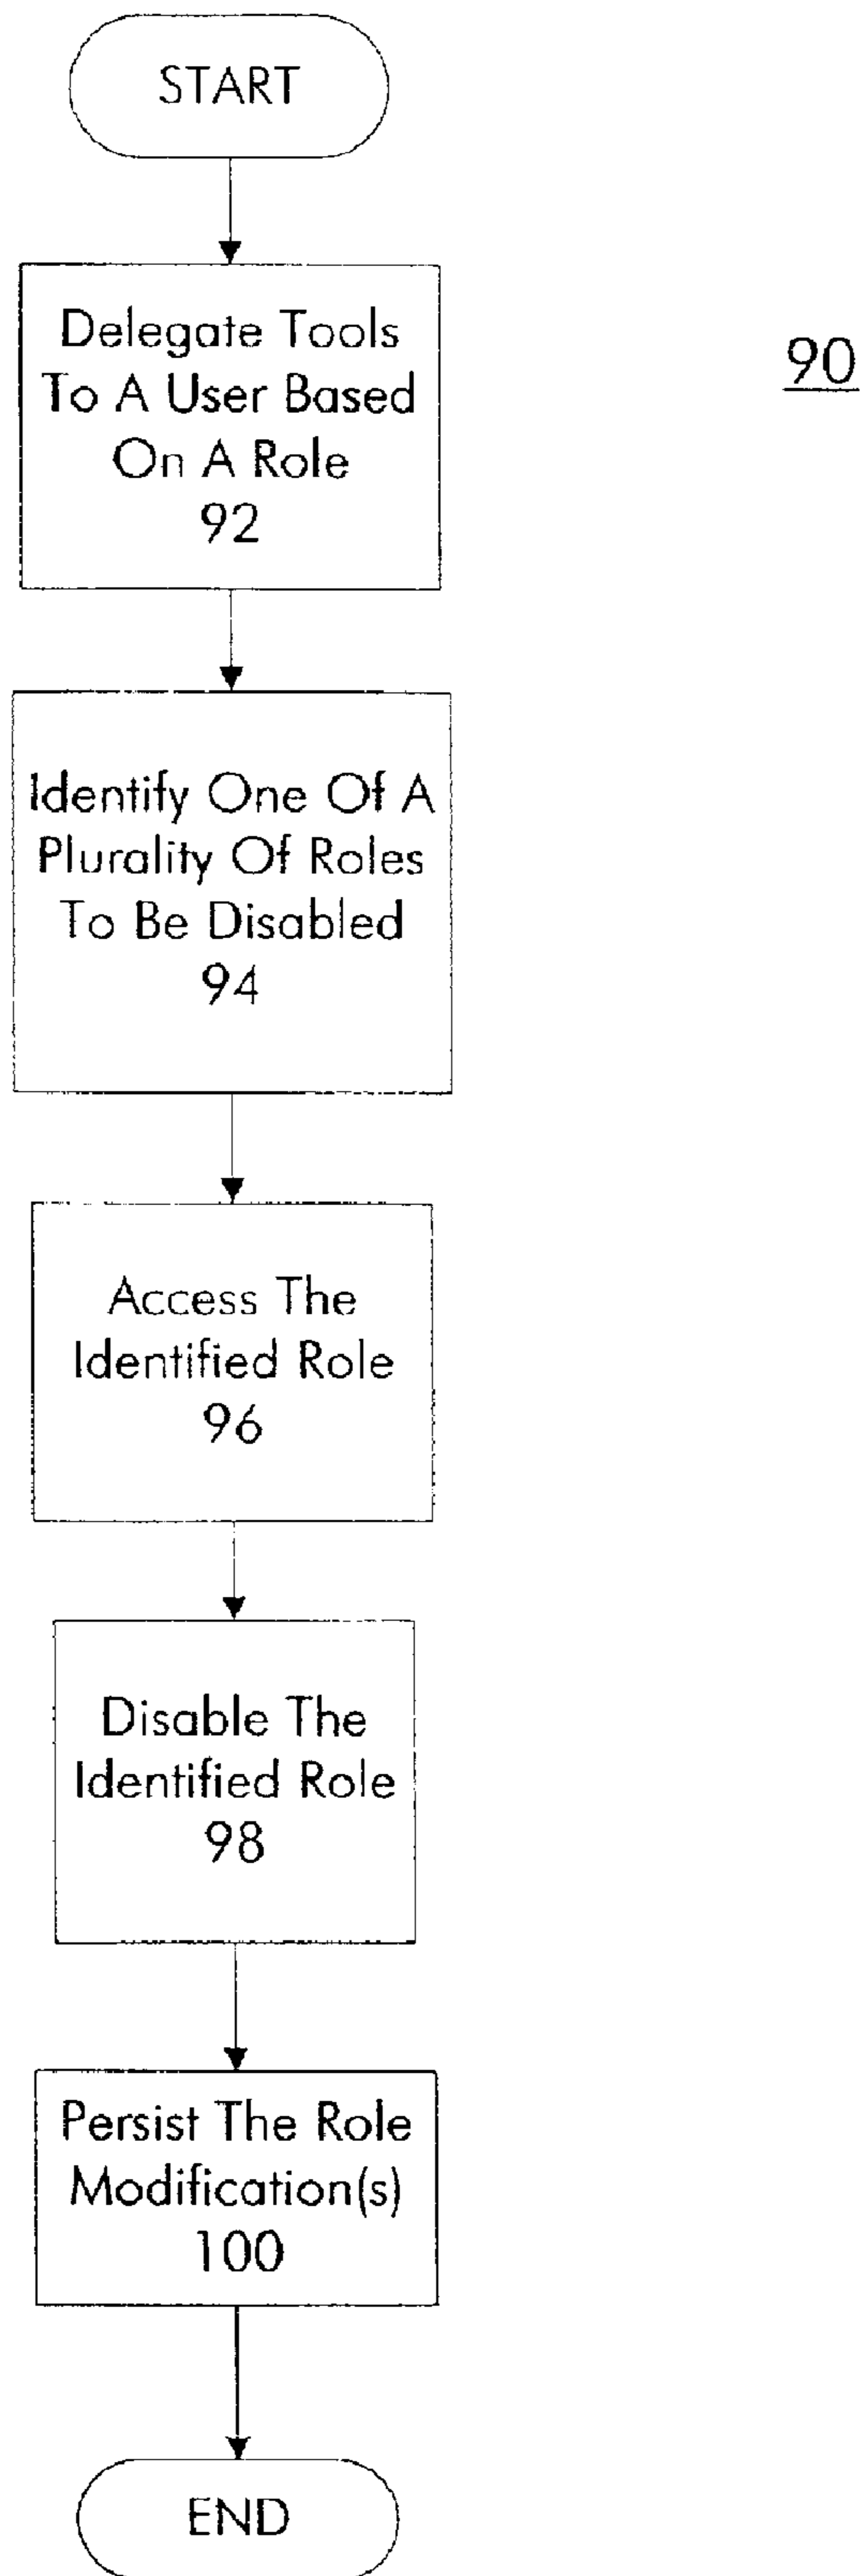 START
Delegate Tools
To A User Based
On A Role
92
90
Identify One Of A
Plurality Of Roles
To Be Disabled
94
Access The
Identified Role
96
Disable The
Identified Role
98
Persist The Role
Modification(s)
100
END